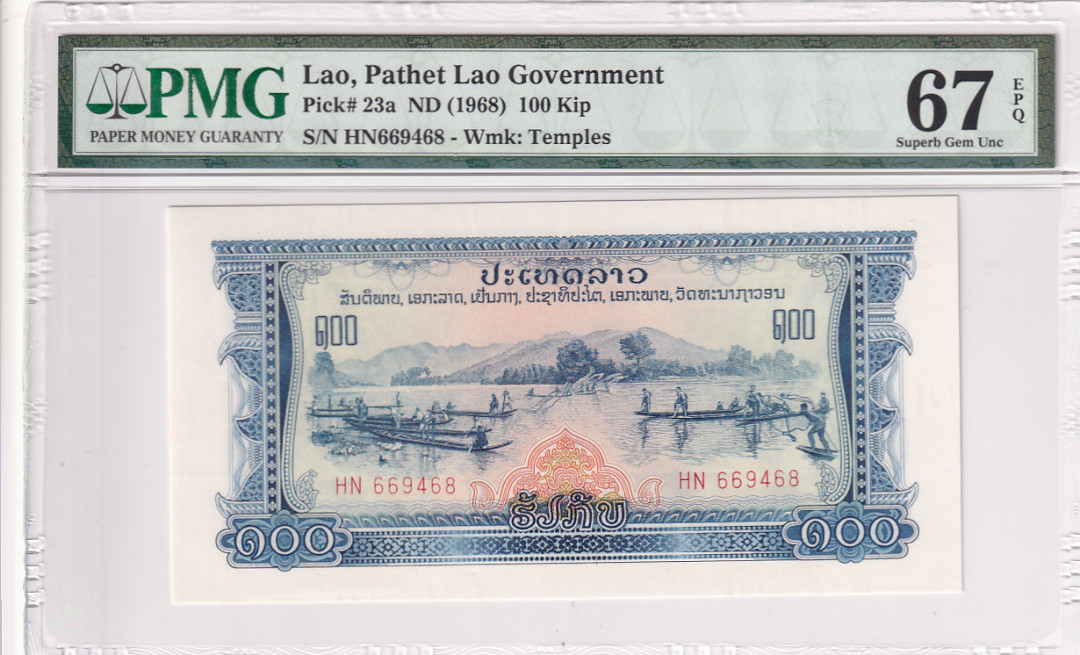 PMG
PAPER MONEY GUARANTY
Lao, Pathet Lao Government
Pick# 23a ND (1968) 100 Kip
S/N HN669468 - Wmk: Temples
67
EPQ
Superb Gem Unc
ປະເທດລາວ
ສັນຕິພາບ, ເອກະລາດ, ເປັນກາງ, ປະຊາທິປະໄຕ, ເອກະພາບ, ວັດທະນາຖາວອນ
໑໐໐ ໑໐໐
HN 669468 HN 669468
ຮ້ອຍກີບ
໑໐໐ ໑໐໐